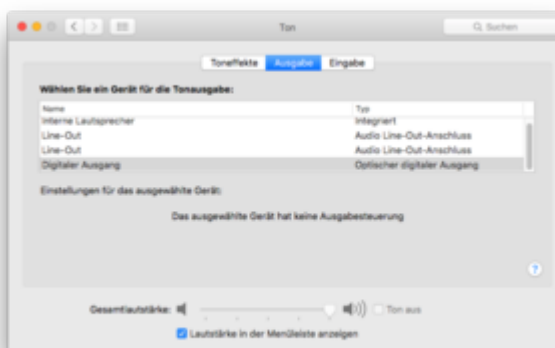 Ton
Suchen
Toneffekte Ausgabe Eingabe
Wählen Sie ein Gerät für die Tonausgabe:
Name Typ
Interne Lautsprecher Integriert
Line-Out Audio Line-Out-Anschluss
Line-Out Audio Line-Out-Anschluss
Digitaler Ausgang Optischer digitaler Ausgang
Einstellungen für das ausgewählte Gerät:
Das ausgewählte Gerät hat keine Ausgabesteuerung
?
Gesamtlautstärke: Ton aus
Lautstärke in der Menüleiste anzeigen